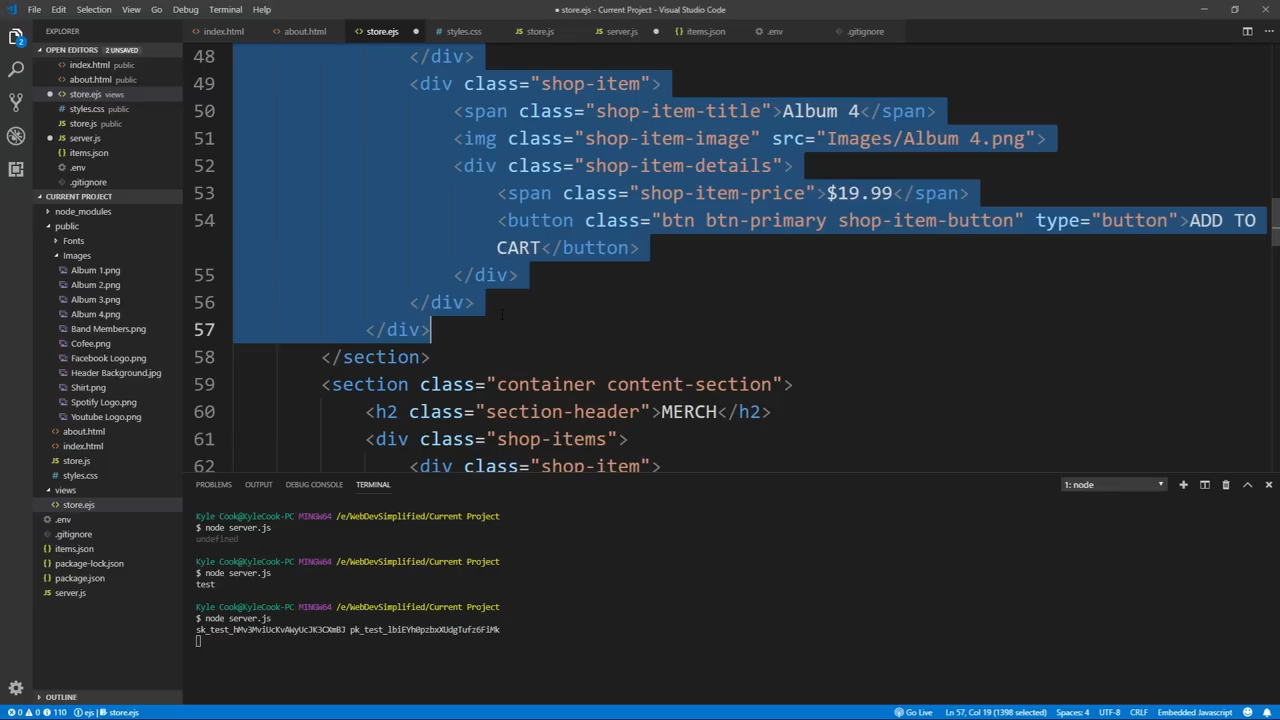 File Edit Selection View Go Debug Terminal Help
● store.ejs - Current Project - Visual Studio Code
EXPLORER
OPEN EDITORS 2 UNSAVED
index.html public
about.html public
store.ejs views
styles.css public
store.js public
server.js
items.json
.env
.gitignore
CURRENT PROJECT
node_modules
public
Fonts
Images
Album 1.png
Album 2.png
Album 3.png
Album 4.png
Band Members.png
Cofee.png
Facebook Logo.png
Header Background.jpg
Shirt.png
Spotify Logo.png
Youtube Logo.png
about.html
index.html
store.js
styles.css
views
store.ejs
.env
.gitignore
items.json
package-lock.json
package.json
server.js
OUTLINE
index.html about.html store.ejs styles.css store.js server.js items.json .env .gitignore
48 </div>
49 <div class="shop-item">
50 <span class="shop-item-title">Album 4</span>
51 <img class="shop-item-image" src="Images/Album 4.png">
52 <div class="shop-item-details">
53 <span class="shop-item-price">$19.99</span>
54 <button class="btn btn-primary shop-item-button" type="button">ADD TO
CART</button>
55 </div>
56 </div>
57 </div>
58 </section>
59 <section class="container content-section">
60 <h2 class="section-header">MERCH</h2>
61 <div class="shop-items">
62 <div class="shop-item">
PROBLEMS OUTPUT DEBUG CONSOLE TERMINAL
1: node
Kyle Cook@KyleCook-PC MINGW64 /e/WebDevSimplified/Current Project
$ node server.js
undefined
Kyle Cook@KyleCook-PC MINGW64 /e/WebDevSimplified/Current Project
$ node server.js
test
Kyle Cook@KyleCook-PC MINGW64 /e/WebDevSimplified/Current Project
$ node server.js
sk_test_hMv3MviUcKvAWyUcJK3CXmBJ pk_test_lbiEYh0pzbxXUdgTufz6FiMk
0 0 110 ejs store.ejs
Go Live Ln 57, Col 19 (1398 selected) Spaces: 4 UTF-8 CRLF Embedded Javascript